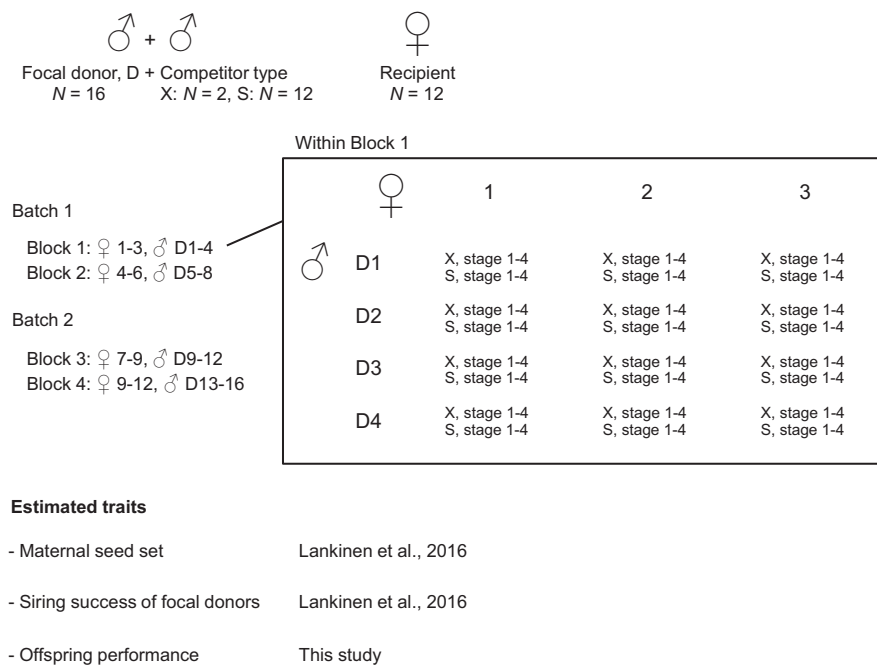 ♂ + ♂ ♀
Focal donor, D + Competitor type Recipient
N = 16 X: N = 2, S: N = 12 N = 12
Within Block 1
♀ 1 2 3
Batch 1
Block 1: ♀ 1-3, ♂ D1-4
Block 2: ♀ 4-6, ♂ D5-8
Batch 2
Block 3: ♀ 7-9, ♂ D9-12
Block 4: ♀ 9-12, ♂ D13-16
♂ D1 X, stage 1-4 X, stage 1-4 X, stage 1-4
S, stage 1-4 S, stage 1-4 S, stage 1-4
D2 X, stage 1-4 X, stage 1-4 X, stage 1-4
S, stage 1-4 S, stage 1-4 S, stage 1-4
D3 X, stage 1-4 X, stage 1-4 X, stage 1-4
S, stage 1-4 S, stage 1-4 S, stage 1-4
D4 X, stage 1-4 X, stage 1-4 X, stage 1-4
S, stage 1-4 S, stage 1-4 S, stage 1-4
Estimated traits
- Maternal seed set Lankinen et al., 2016
- Siring success of focal donors Lankinen et al., 2016
- Offspring performance This study